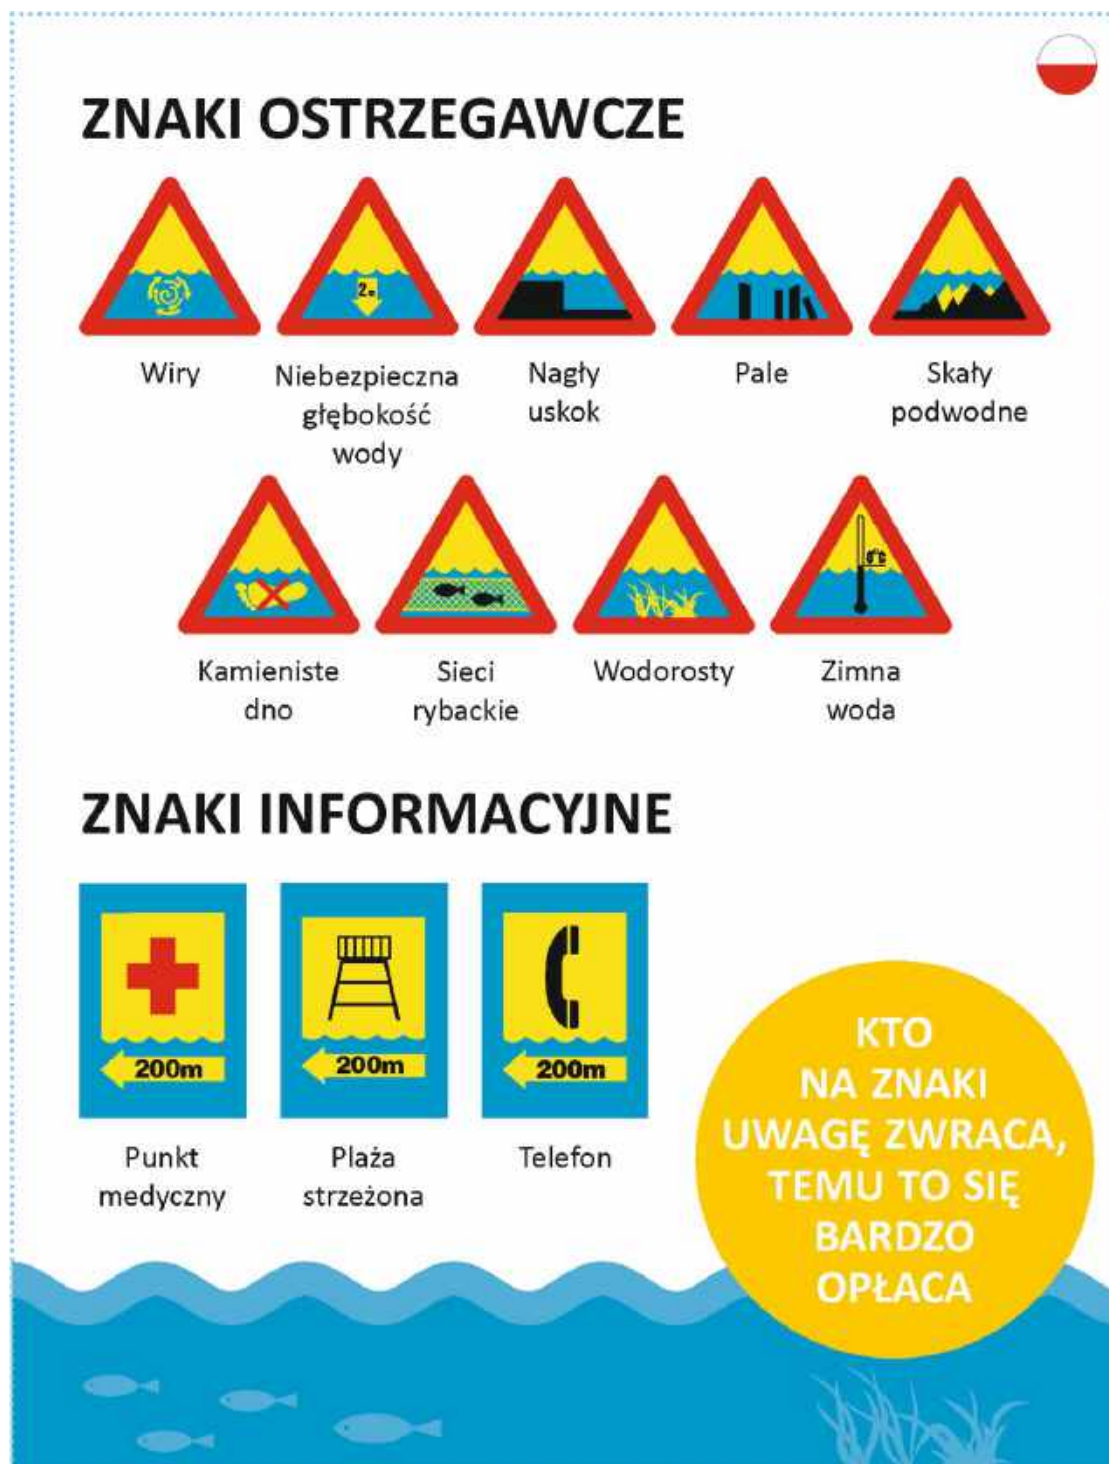 ZNAKI OSTRZEGAWCZE
2m
Wiry
Niebezpieczna
głębokość
wody
Nagły
uskok
Pale
Skały
podwodne
0°C
Kamieniste
dno
Sieci
rybackie
Wodorosty
Zimna
woda
ZNAKI INFORMACYJNE
200m
200m
200m
Punkt
medyczny
Plaża
strzeżona
Telefon
KTO
NA ZNAKI
UWAGĘ ZWRACA,
TEMU TO SIĘ
BARDZO
OPŁACA